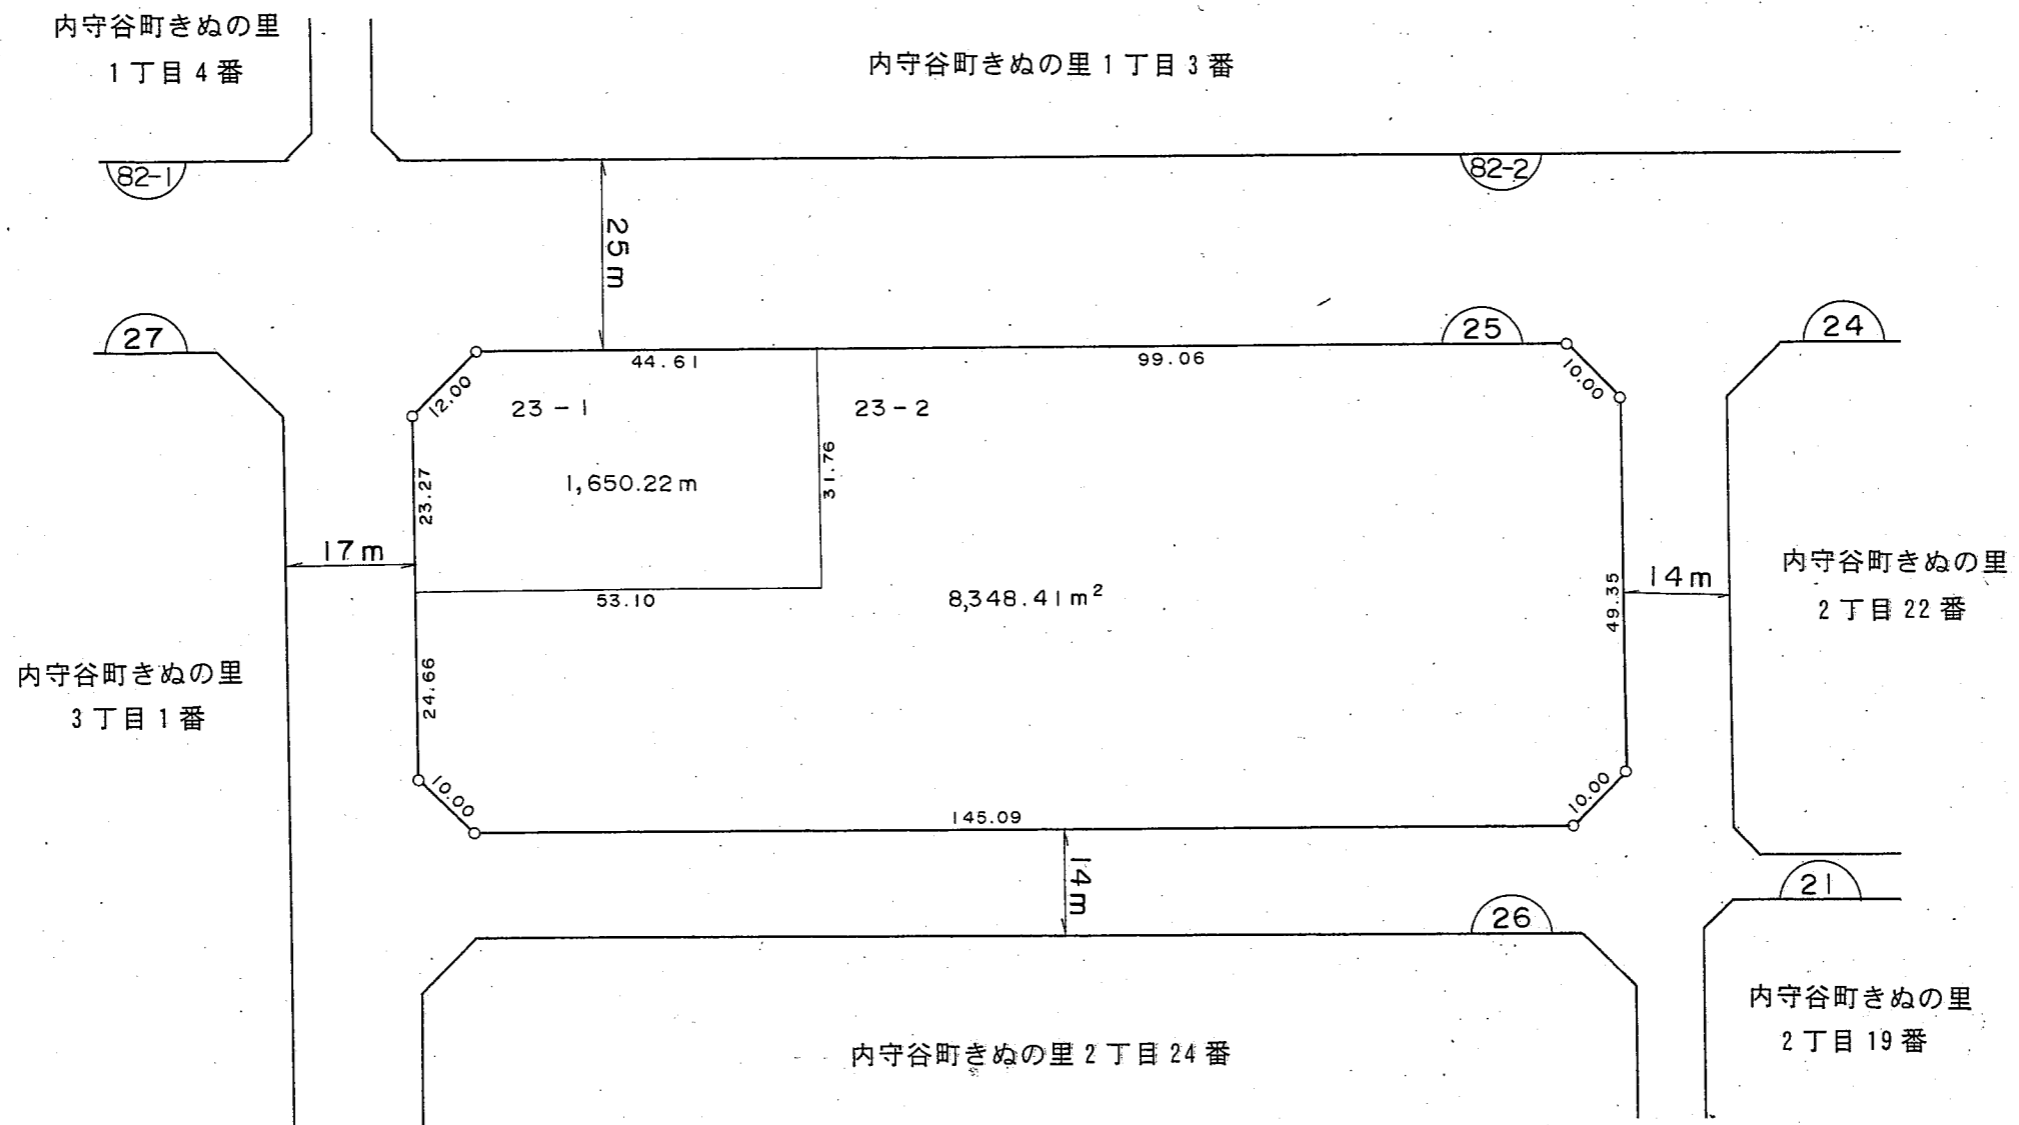 内守谷町きぬの里
1丁目4番
内守谷町きぬの里1丁目3番
82-1
82-2
25m
27
25
24
44.61
99.06
12.00
10.00
23-1
23-2
31.76
23.27
1,650.22m
17m
53.10
8,348.41m²
49.35
14m
内守谷町きぬの里
2丁目22番
内守谷町きぬの里
3丁目1番
24.66
10.00
10.00
145.09
14m
26
21
内守谷町きぬの里
2丁目19番
内守谷町きぬの里2丁目24番